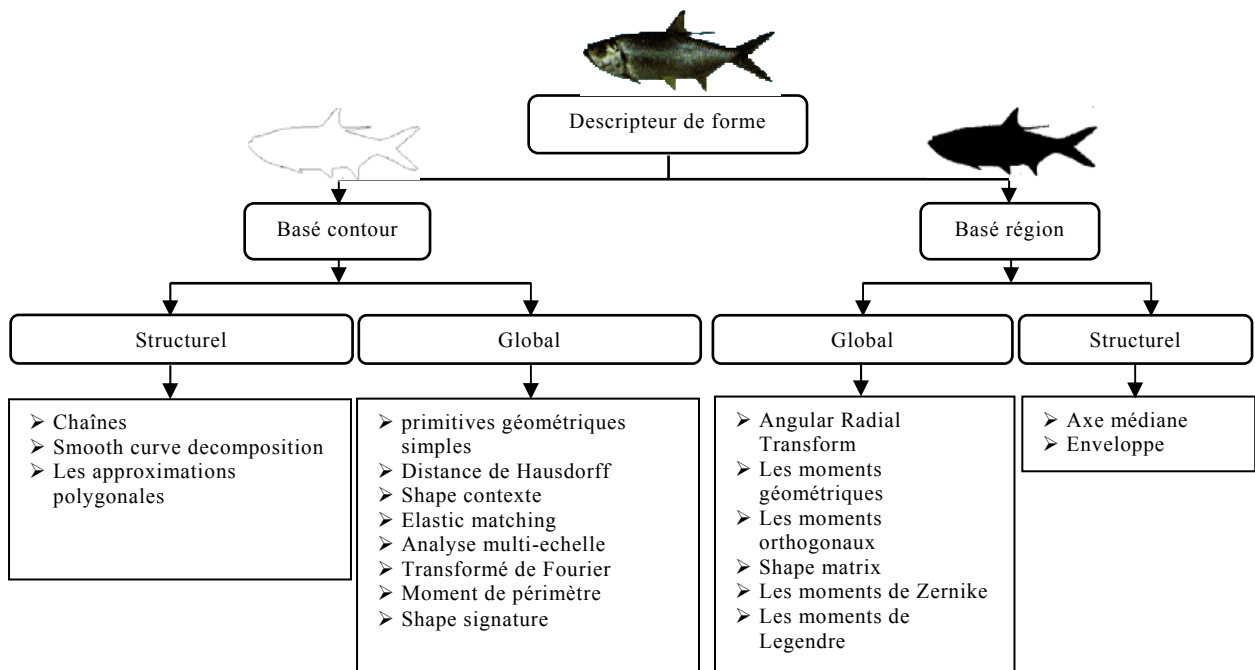 Descripteur de forme
Basé contour
Basé région
Structurel
Global
Global
Structurel
➢ Chaînes
➢ Smooth curve decomposition
➢ Les approximations
polygonales
➢ primitives géométriques
simples
➢ Distance de Hausdorff
➢ Shape contexte
➢ Elastic matching
➢ Analyse multi-echelle
➢ Transformé de Fourier
➢ Moment de périmètre
➢ Shape signature
➢ Angular Radial
Transform
➢ Les moments
géométriques
➢ Les moments
orthogonaux
➢ Shape matrix
➢ Les moments de Zernike
➢ Les moments de
Legendre
➢ Axe médiane
➢ Enveloppe